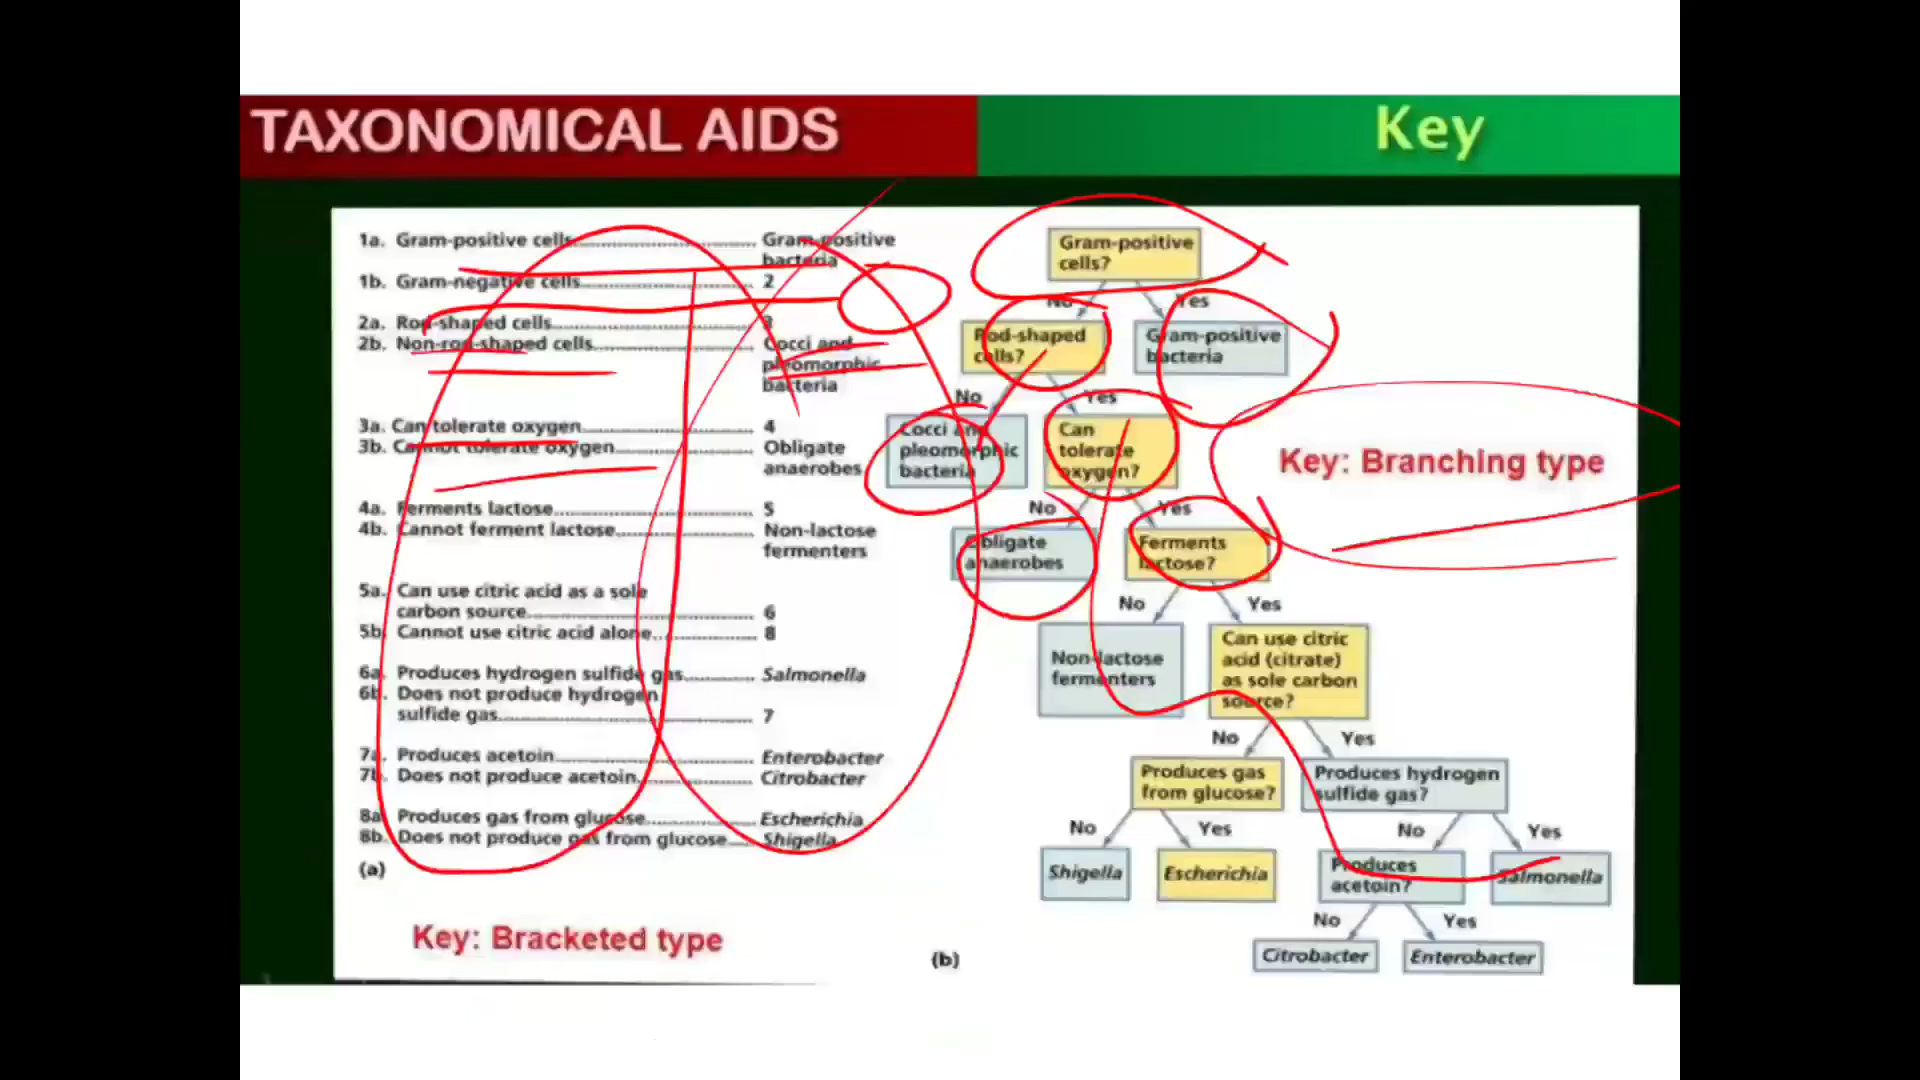 TAXONOMICAL AIDS
Key
1a. Gram-positive cells.......... Gram-positive
bacteria
1b. Gram-negative cells.......... 2
2a. Rod-shaped cells.......... 3
2b. Non-rod-shaped cells.......... Cocci and
pleomorphic
bacteria
3a. Can tolerate oxygen.......... 4
3b. Cannot tolerate oxygen.......... Obligate
anaerobes
4a. Ferments lactose.......... 5
4b. Cannot ferment lactose.......... Non-lactose
fermenters
5a. Can use citric acid as a sole
carbon source.......... 6
5b. Cannot use citric acid alone.......... 8
6a. Produces hydrogen sulfide gas.......... Salmonella
6b. Does not produce hydrogen
sulfide gas.......... 7
7a. Produces acetoin.......... Enterobacter
7b. Does not produce acetoin.......... Citrobacter
8a. Produces gas from glucose.......... Escherichia
8b. Does not produce gas from glucose..... Shigella
(a)
Key: Bracketed type
Gram-positive
cells?
No
Yes
Rod-shaped
cells?
Gram-positive
bacteria
No
Yes
Cocci and
pleomorphic
bacteria
Can
tolerate
oxygen?
Key: Branching type
No
Yes
Obligate
anaerobes
Ferments
lactose?
No
Yes
Non-lactose
fermenters
Can use citric
acid (citrate)
as sole carbon
source?
No
Yes
Produces gas
from glucose?
Produces hydrogen
sulfide gas?
No
Yes
No
Yes
Shigella
Escherichia
Produces
acetoin?
Salmonella
No
Yes
Citrobacter
Enterobacter
(b)